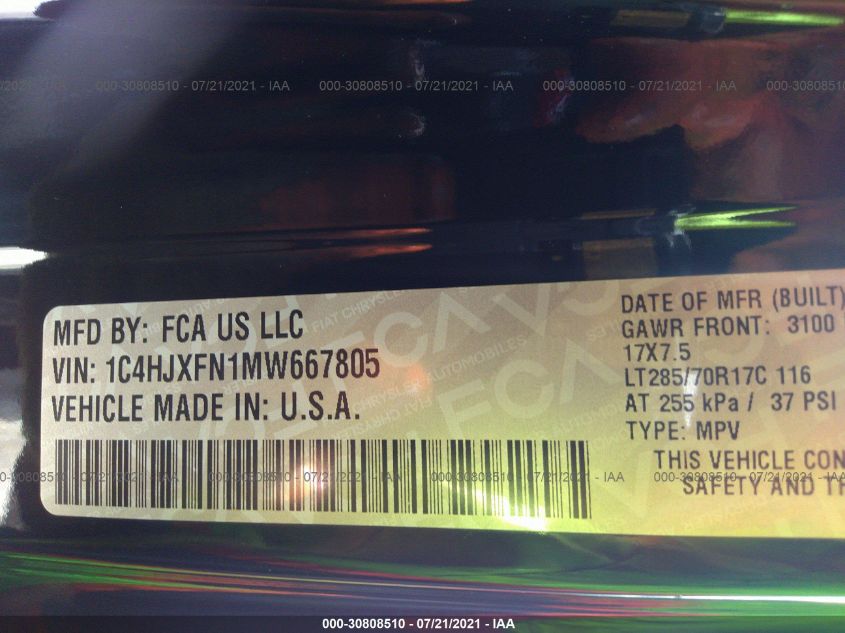 000-30808510 - 07/21/2021 - IAA
000-30808510 - 07/21/2021 - IAA
MFD BY: FCA US LLC
VIN: 1C4HJXFN1MW667805
VEHICLE MADE IN: U.S.A.
DATE OF MFR (BUILT)
GAWR FRONT: 3100
17X7.5
LT285/70R17C 116
AT 255 kPa / 37 PSI
TYPE: MPV
THIS VEHICLE CON
SAFETY AND TH
-30808510 - 07/21/2021 - IAA
000-30808510 - 07/21/2021 - IAA
000-30808510 - 07/21/2021 - IAA
000-30808510 - 07/21/2021 - IAA
000-30808510 - 07/21/2021 - IAA